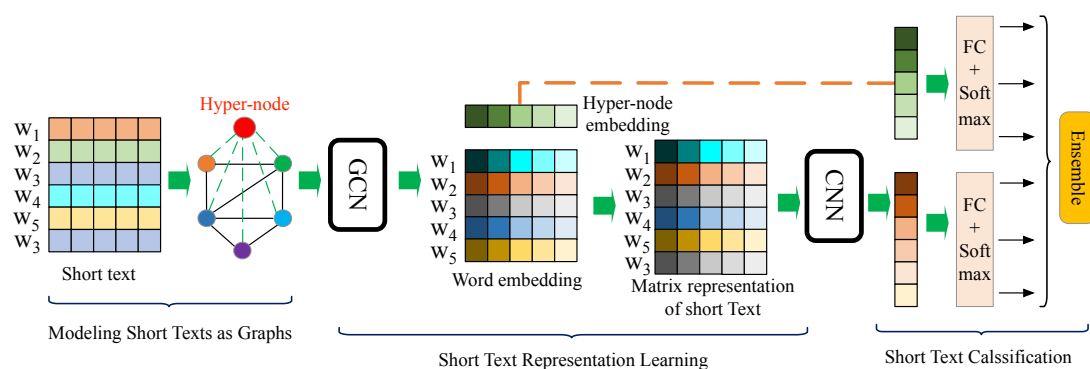 Hyper-node
W1
W2
W3
W4
W5
W3
Short text
Modeling Short Texts as Graphs
GCN
Hyper-node
embedding
W1
W2
W3
W4
W5
Word embedding
W1
W2
W3
W4
W5
W3
Matrix representation
of short Text
CNN
Short Text Representation Learning
FC
+
Soft
max
FC
+
Soft
max
Ensemble
Short Text Calssification